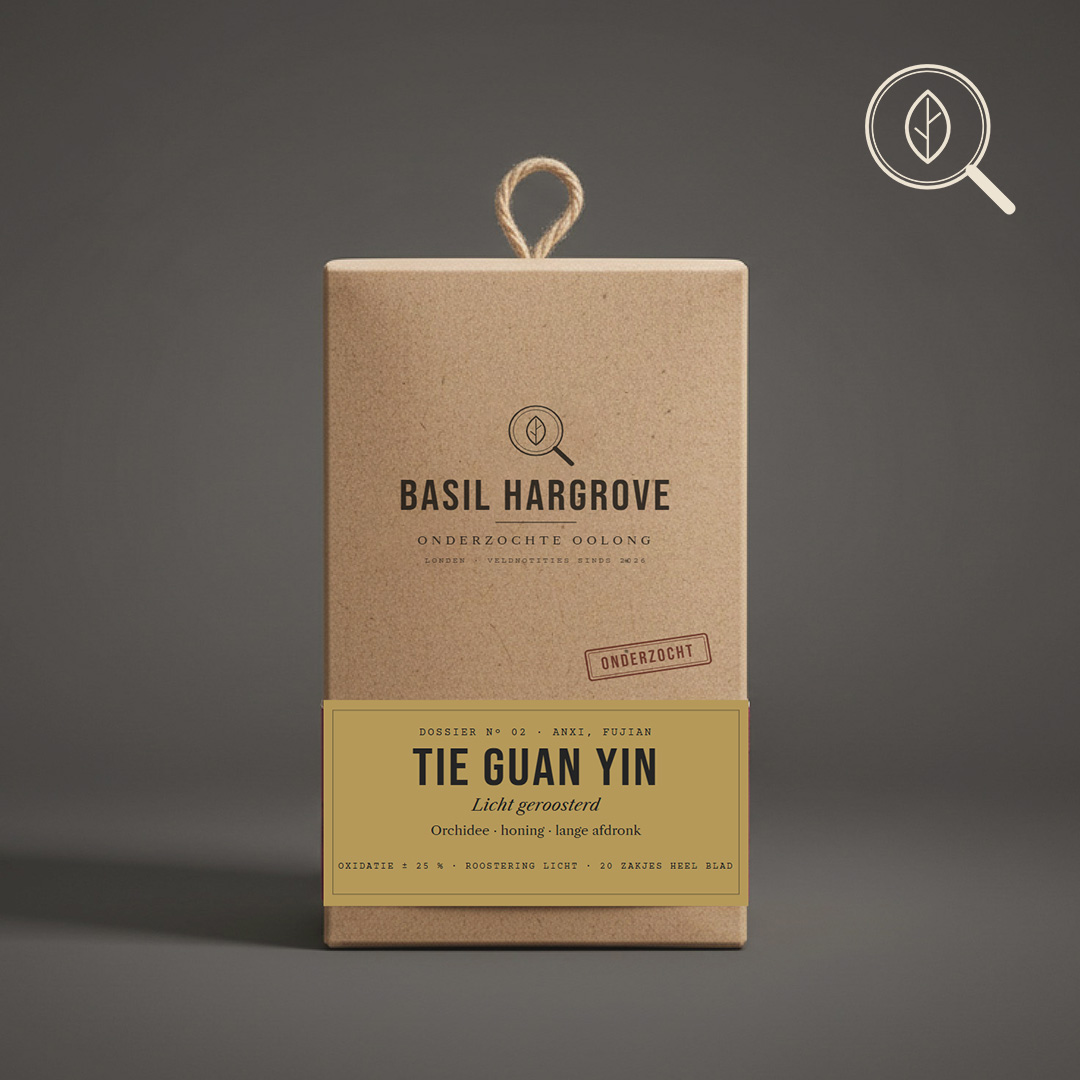 BASIL HARGROVE
ONDERZOCHTE OOLONG
LONDEN · VELDNOTITIES SINDS 2026
ONDERZOCHT
DOSSIER Nº 02 · ANXI, FUJIAN
TIE GUAN YIN
Licht geroosterd
Orchidee · honing · lange afdronk
OXIDATIE ± 25 % · ROOSTERING LICHT · 20 ZAKJES HEEL BLAD